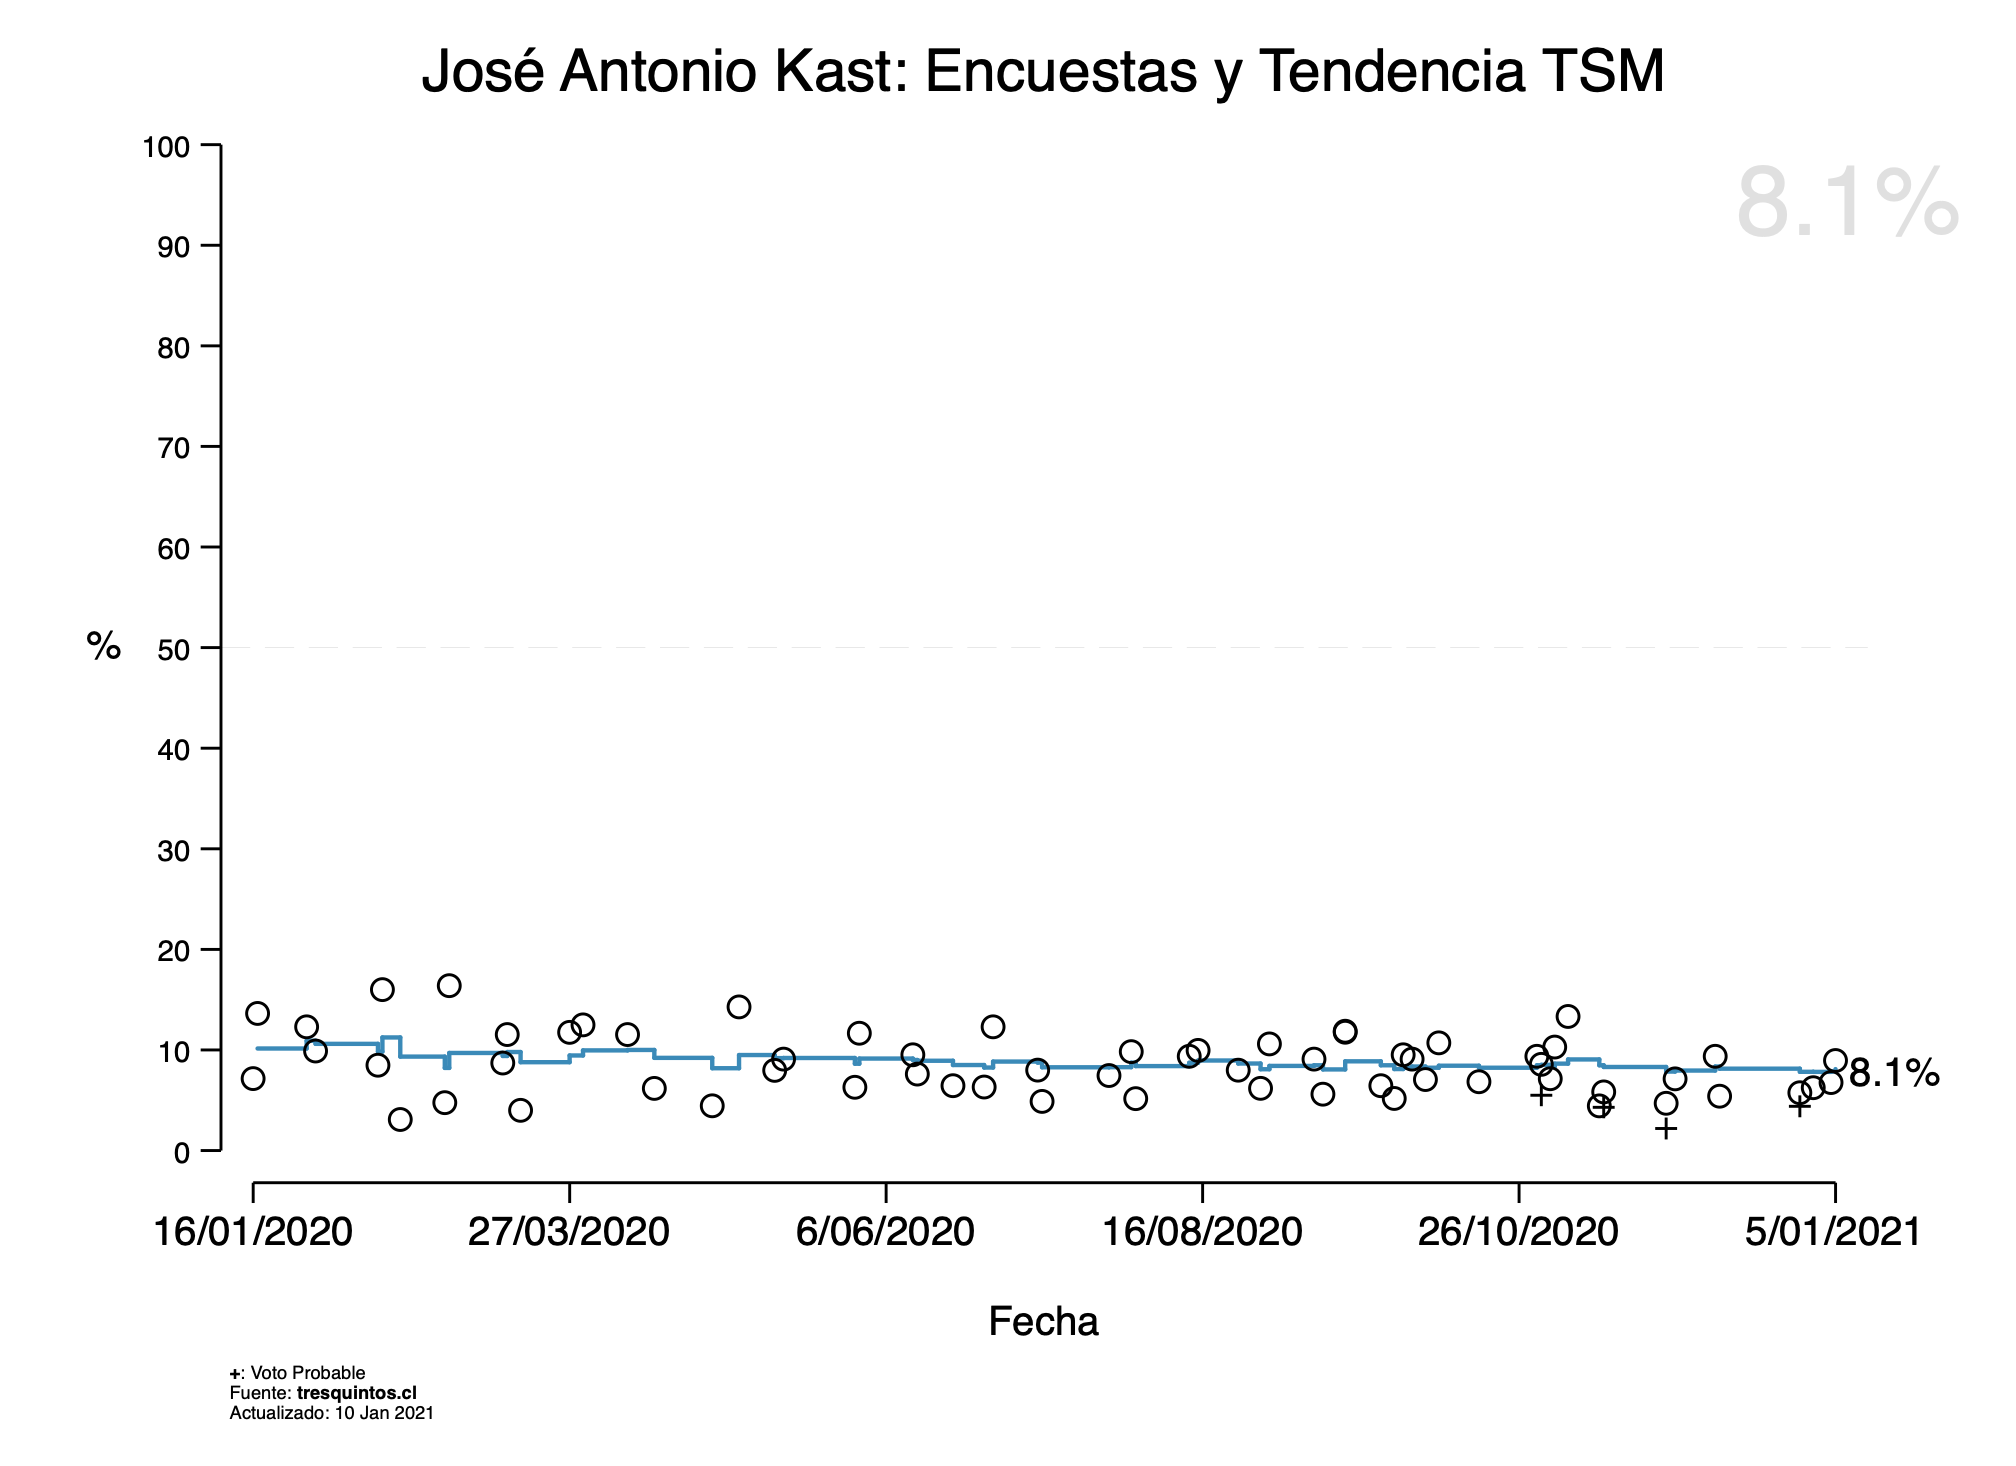 José Antonio Kast: Encuestas y Tendencia TSM
8.1%
100
90
80
70
60
% 50
40
30
20
10
0
8.1%
16/01/2020 27/03/2020 6/06/2020 16/08/2020 26/10/2020 5/01/2021
Fecha
+: Voto Probable
Fuente: tresquintos.cl
Actualizado: 10 Jan 2021